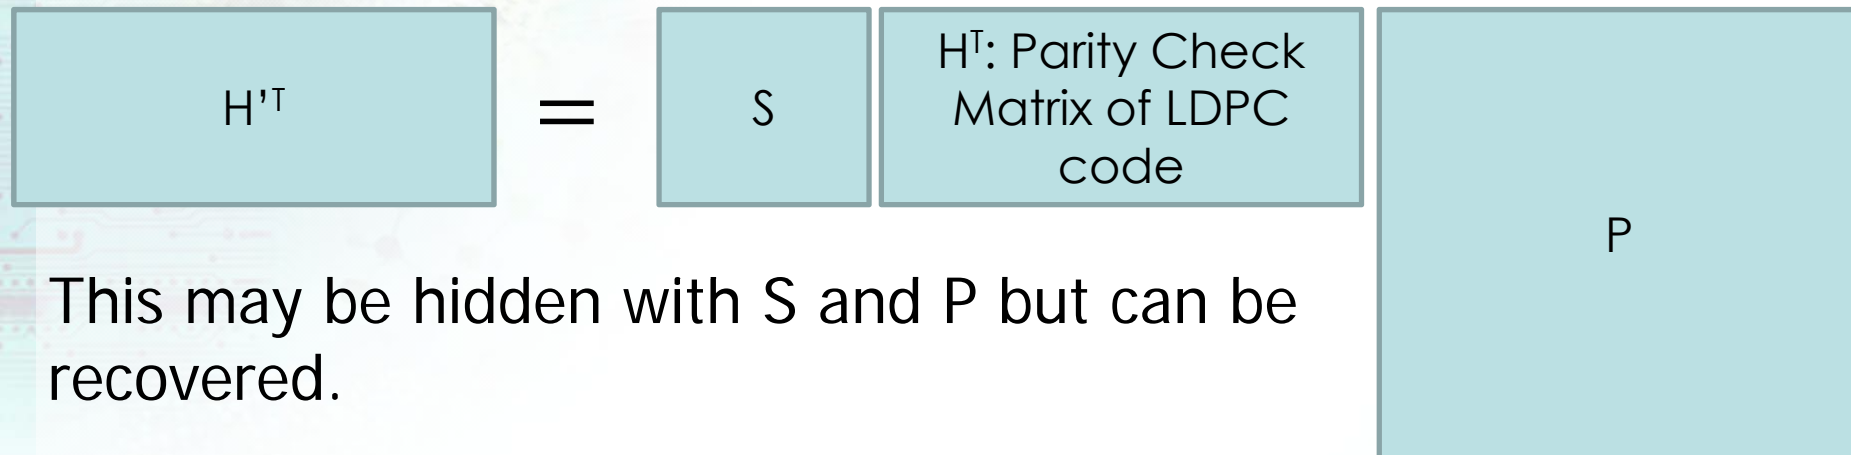 H'ᵀ
=
S
Hᵀ: Parity Check
Matrix of LDPC
code
P
This may be hidden with S and P but can be
recovered.